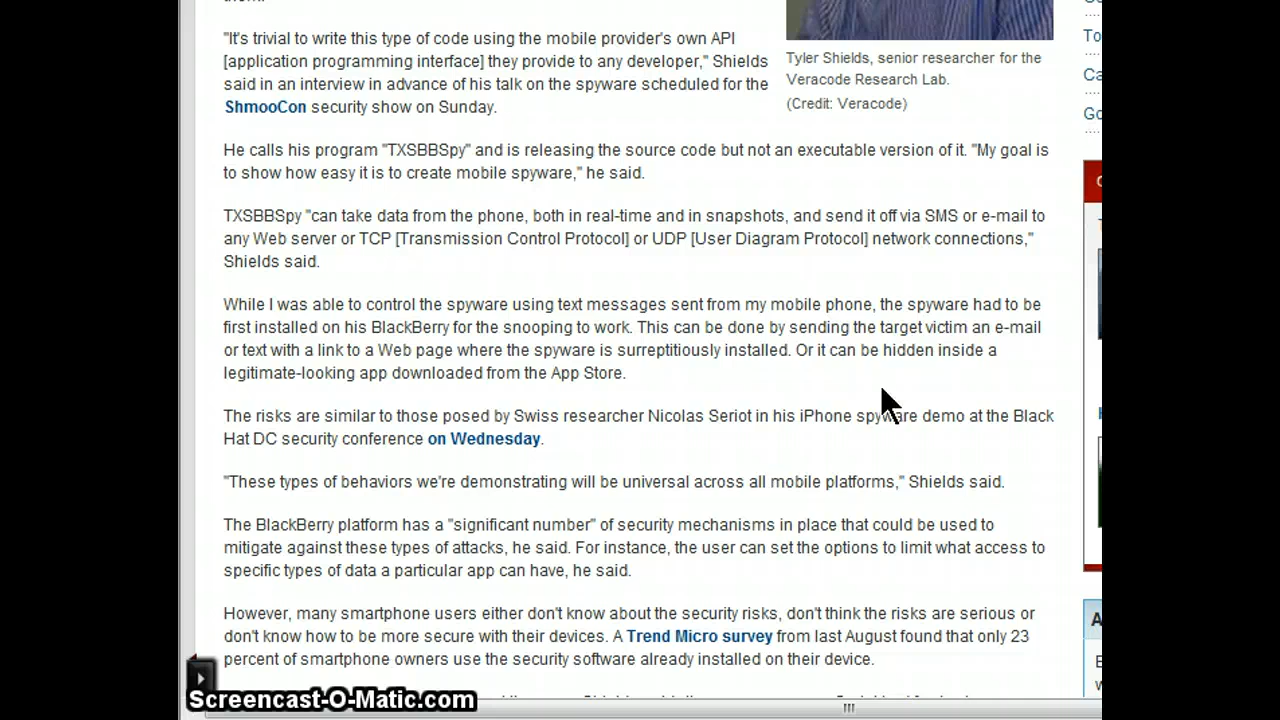 "It's trivial to write this type of code using the mobile provider's own API
[application programming interface] they provide to any developer," Shields
said in an interview in advance of his talk on the spyware scheduled for the
ShmooCon security show on Sunday.
Tyler Shields, senior researcher for the
Veracode Research Lab.
(Credit: Veracode)
He calls his program "TXSBBSpy" and is releasing the source code but not an executable version of it. "My goal is
to show how easy it is to create mobile spyware," he said.
TXSBBSpy "can take data from the phone, both in real-time and in snapshots, and send it off via SMS or e-mail to
any Web server or TCP [Transmission Control Protocol] or UDP [User Diagram Protocol] network connections,"
Shields said.
While I was able to control the spyware using text messages sent from my mobile phone, the spyware had to be
first installed on his BlackBerry for the snooping to work. This can be done by sending the target victim an e-mail
or text with a link to a Web page where the spyware is surreptitiously installed. Or it can be hidden inside a
legitimate-looking app downloaded from the App Store.
The risks are similar to those posed by Swiss researcher Nicolas Seriot in his iPhone spyware demo at the Black
Hat DC security conference on Wednesday.
"These types of behaviors we're demonstrating will be universal across all mobile platforms," Shields said.
The BlackBerry platform has a "significant number" of security mechanisms in place that could be used to
mitigate against these types of attacks, he said. For instance, the user can set the options to limit what access to
specific types of data a particular app can have, he said.
However, many smartphone users either don't know about the security risks, don't think the risks are serious or
don't know how to be more secure with their devices. A Trend Micro survey from last August found that only 23
percent of smartphone owners use the security software already installed on their device.
To
Ca
Go
Screencast-O-Matic.com